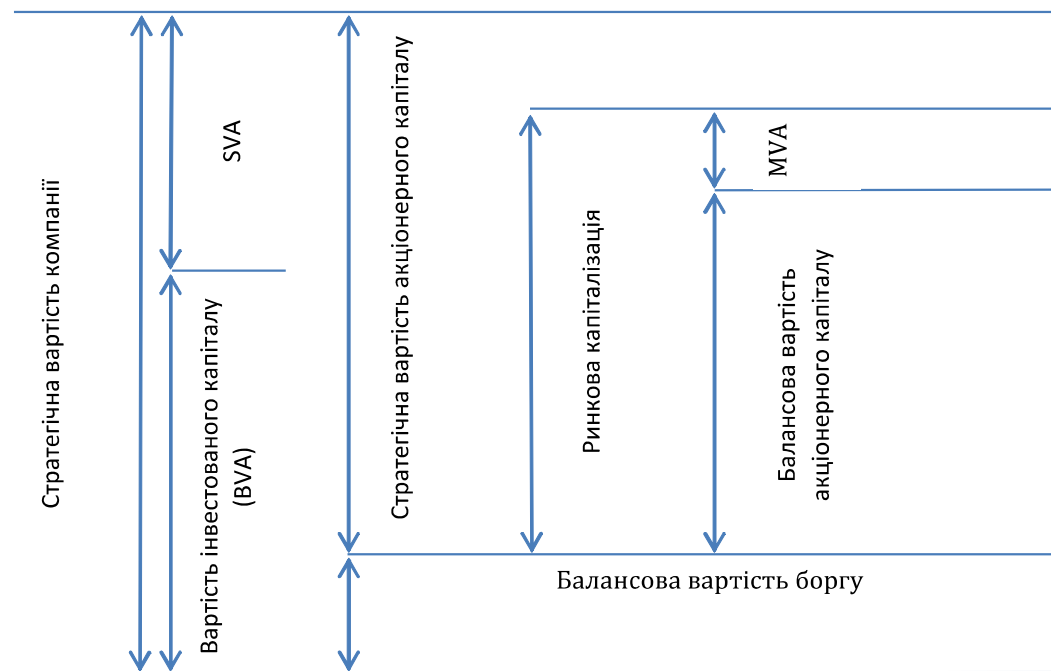 Стратегічна вартість компанії
SVA
Вартість інвестованого капіталу
(BVA)
Стратегічна вартість акціонерного капіталу
Ринкова капіталізація
MVA
Балансова вартість
акціонерного капіталу
Балансова вартість боргу